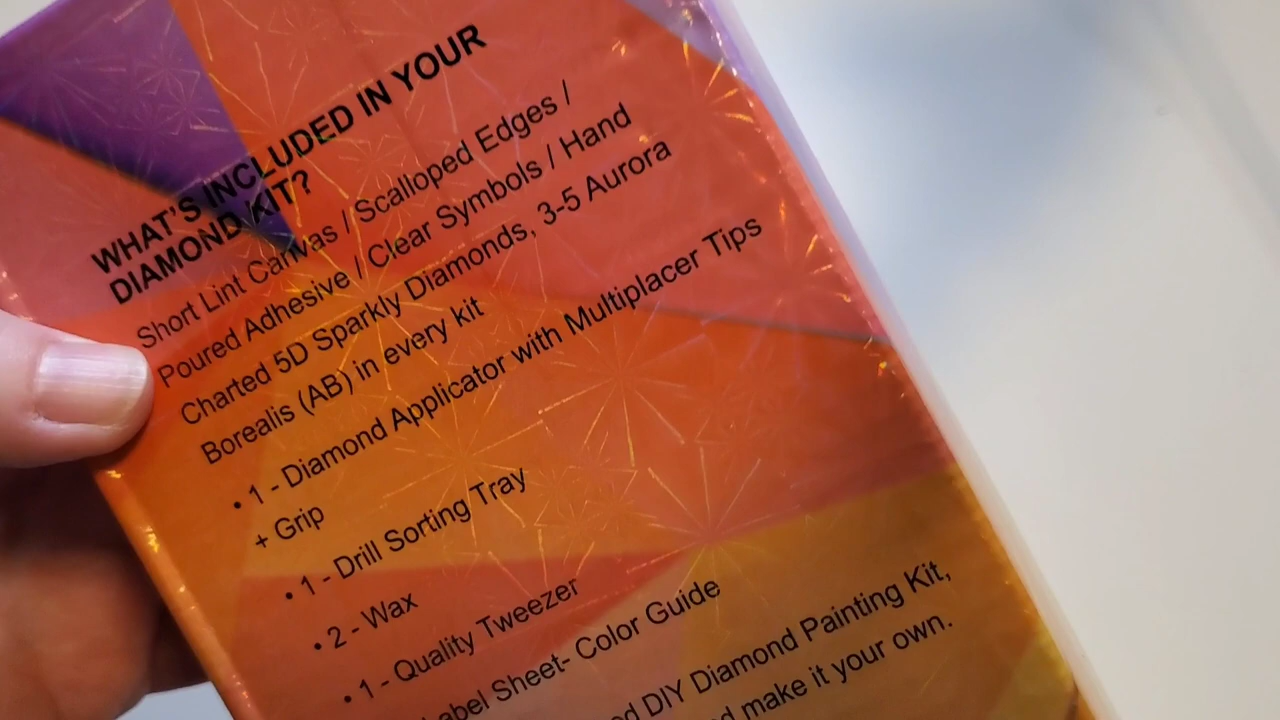 WHAT'S INCLUDED IN YOUR
DIAMOND KIT?
Short Lint Canvas / Scalloped Edges /
Poured Adhesive / Clear Symbols / Hand
Charted 5D Sparkly Diamonds, 3-5 Aurora
Borealis (AB) in every kit
• 1 - Diamond Applicator with Multiplacer Tips
+ Grip
• 1 - Drill Sorting Tray
• 2 - Wax
• 1 - Quality Tweezer
Label Sheet- Color Guide
DIY Diamond Painting Kit,
make it your own.